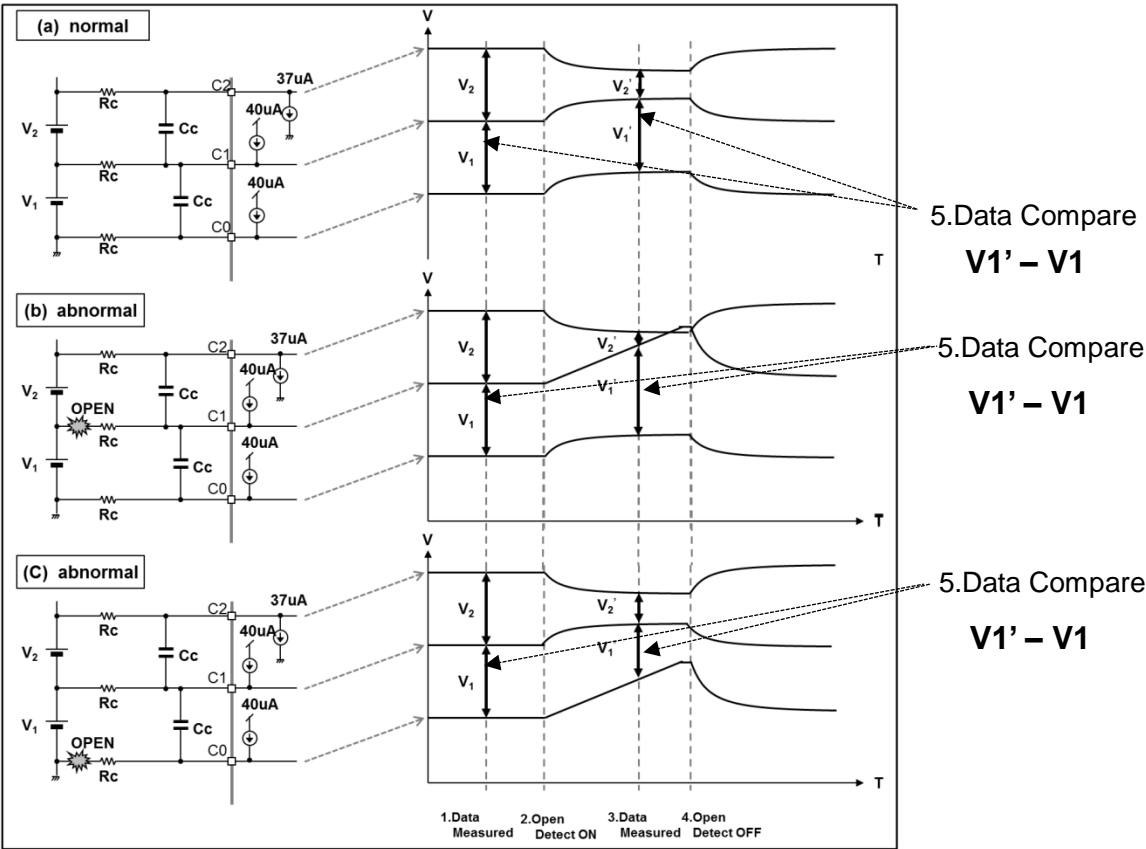 (a) normal
V
C2
37uA
Rc
40uA
V2
Cc
V2
V2'
C1
Rc
40uA
V1
V1'
V1
Cc
C0
Rc
5.Data Compare
V1' – V1
T
(b) abnormal
V
C2
37uA
Rc
40uA
V2
Cc
V2
V2'
OPEN
C1
Rc
40uA
V1
V1
V1
Cc
C0
Rc
5.Data Compare
V1' – V1
T
(C) abnormal
V
C2
37uA
Rc
40uA
V2
Cc
V2
V2'
C1
Rc
40uA
V1
V1
V1
Cc
OPEN
C0
Rc
5.Data Compare
V1' – V1
T
1.Data
Measured
2.Open
Detect ON
3.Data
Measured
4.Open
Detect OFF